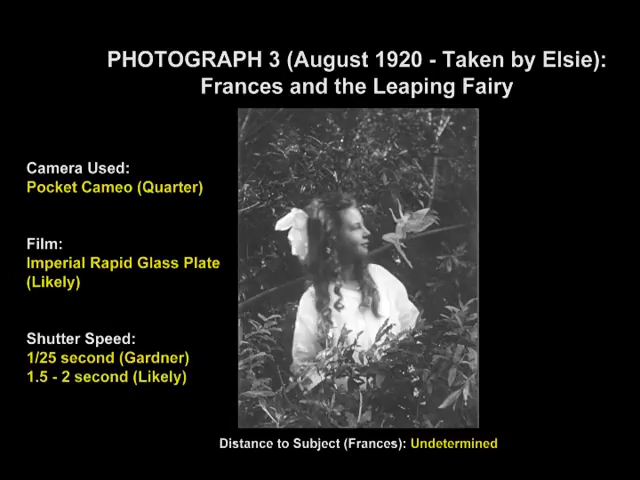 PHOTOGRAPH 3 (August 1920 - Taken by Elsie):
Frances and the Leaping Fairy
Camera Used:
Pocket Cameo (Quarter)
Film:
Imperial Rapid Glass Plate
(Likely)
Shutter Speed:
1/25 second (Gardner)
1.5 - 2 second (Likely)
Distance to Subject (Frances): Undetermined